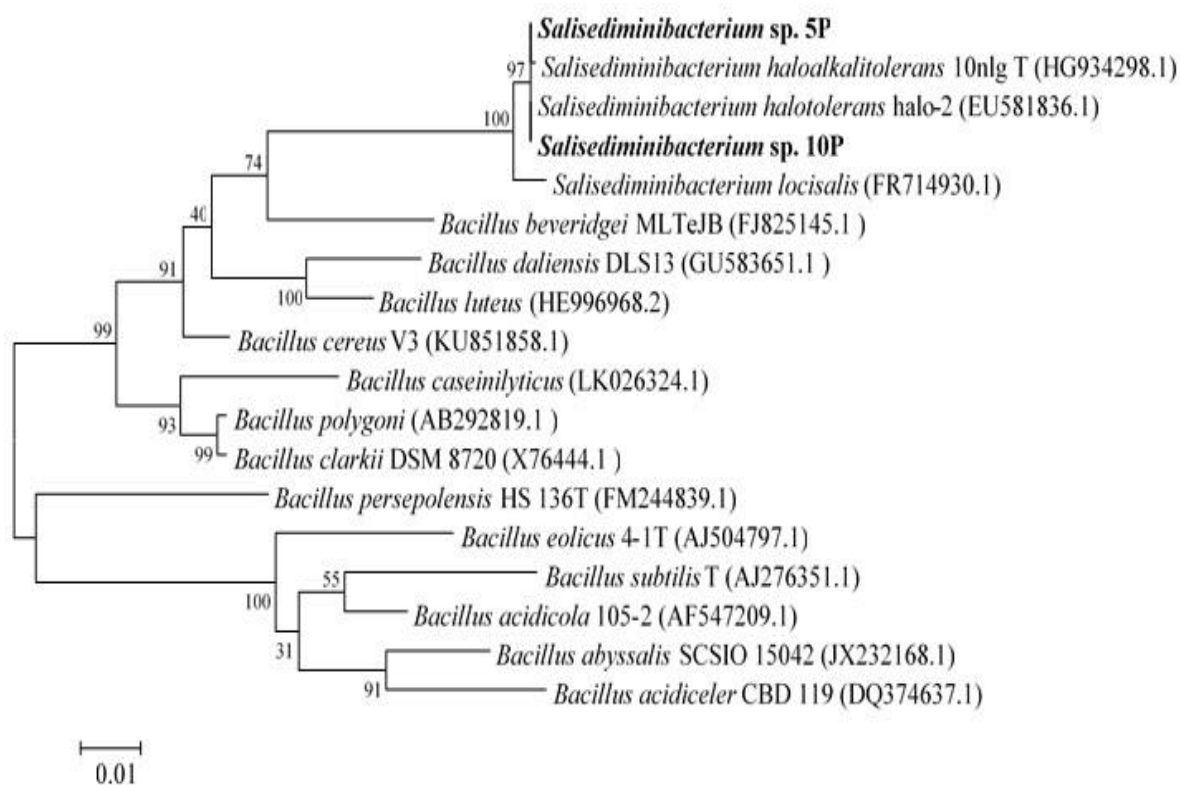 Salisediminibacterium sp. 5P
97
Salisediminibacterium haloalkalitolerans 10nlg T (HG934298.1)
Salisediminibacterium halotolerans halo-2 (EU581836.1)
100
Salisediminibacterium sp. 10P
74
Salisediminibacterium locisalis (FR714930.1)
40
Bacillus beveridgei MLTeJB (FJ825145.1 )
91
Bacillus daliensis DLS13 (GU583651.1 )
100
Bacillus luteus (HE996968.2)
99
Bacillus cereus V3 (KU851858.1)
Bacillus caseinilyticus (LK026324.1)
93
Bacillus polygoni (AB292819.1 )
99
Bacillus clarkii DSM 8720 (X76444.1 )
Bacillus persepolensis HS 136T (FM244839.1)
Bacillus eolicus 4-1T (AJ504797.1)
55
Bacillus subtilis T (AJ276351.1)
100
Bacillus acidicola 105-2 (AF547209.1)
31
Bacillus abyssalis SCSIO 15042 (JX232168.1)
91
Bacillus acidiceler CBD 119 (DQ374637.1)
0.01